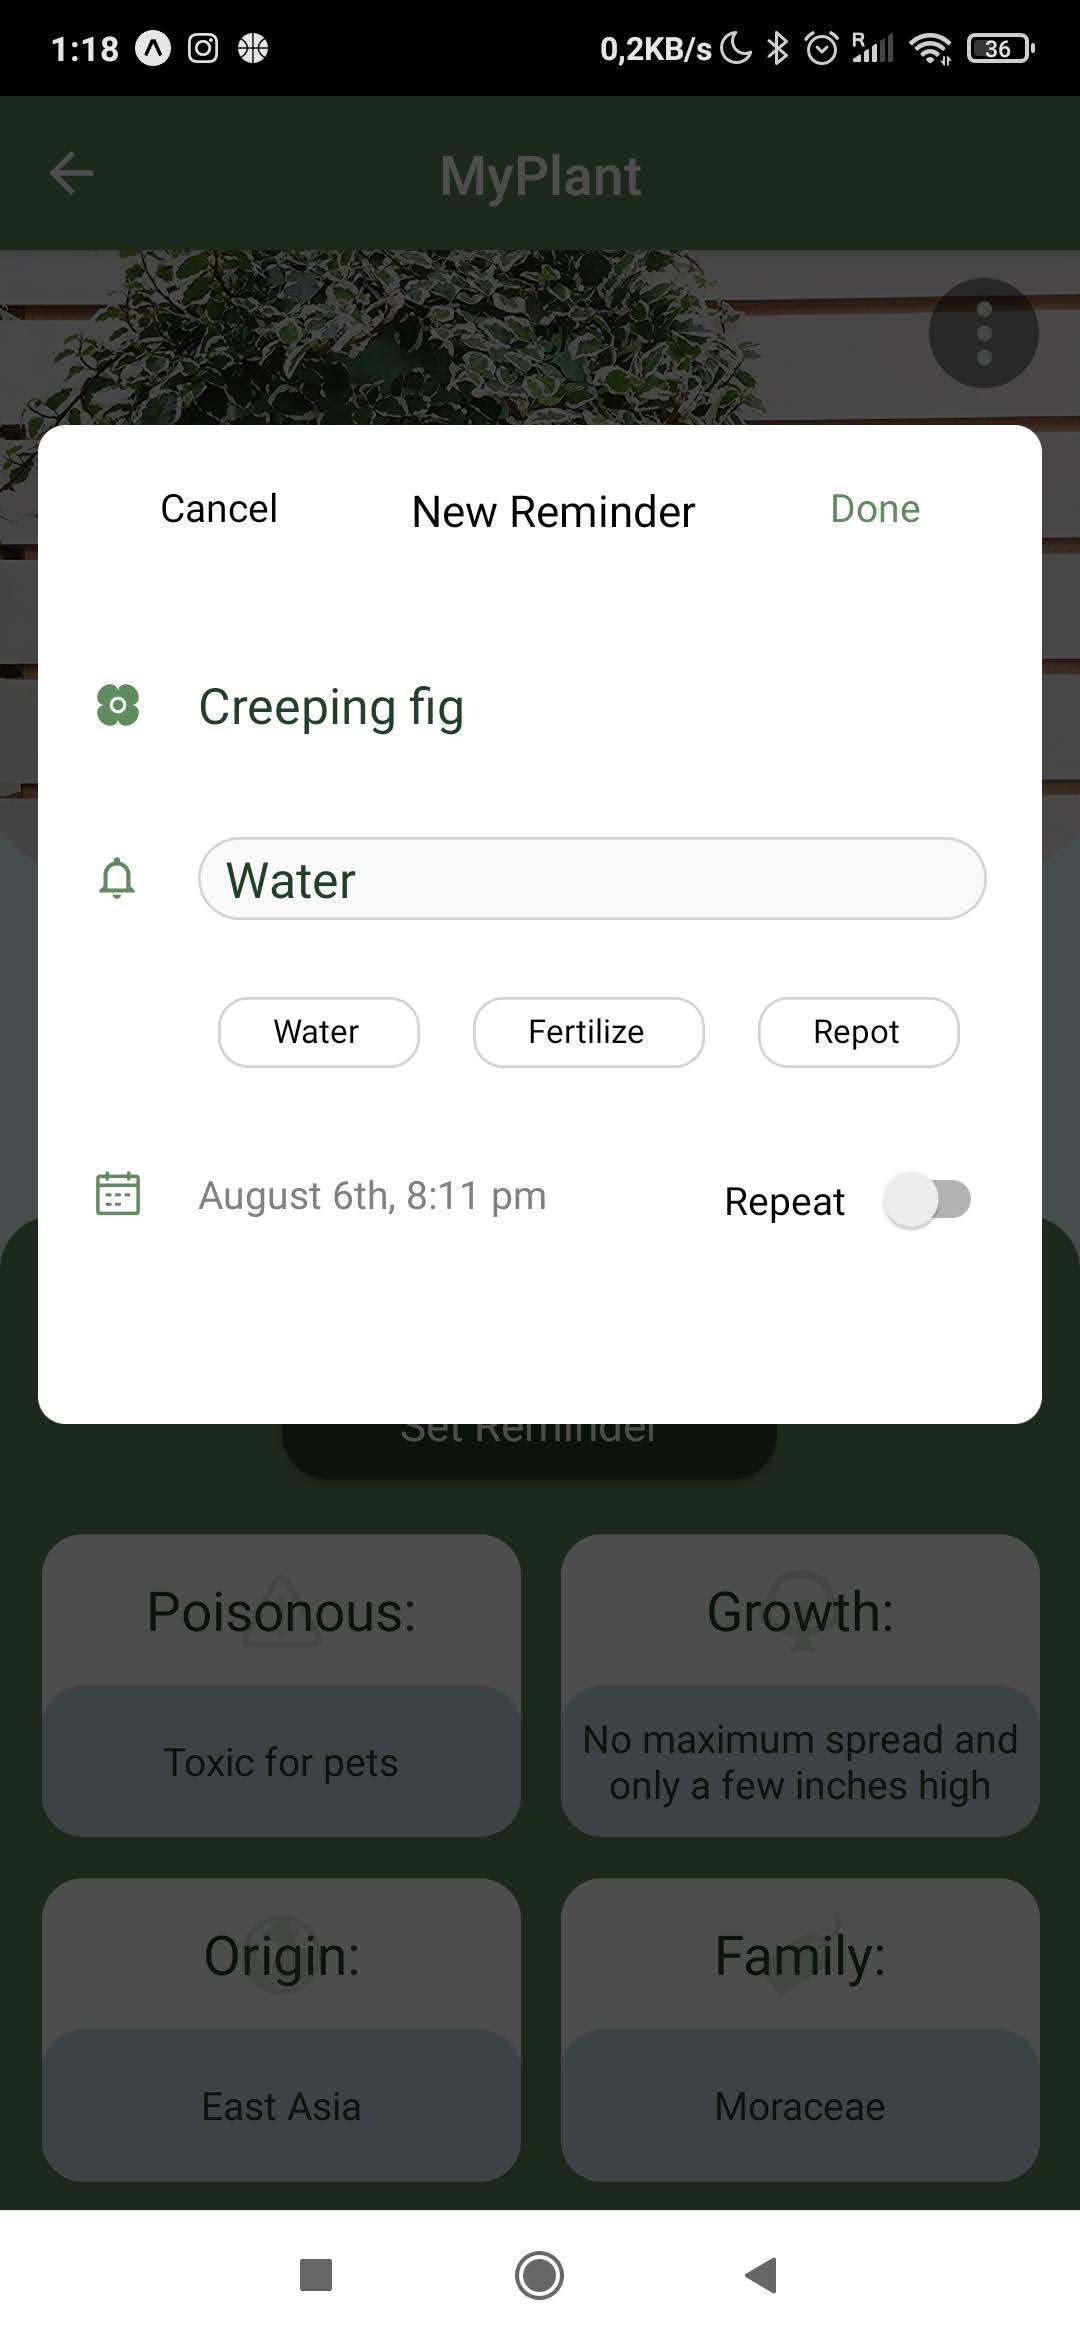 1:18 0,2KB/s R 36
MyPlant
Cancel New Reminder Done
Creeping fig
Water
Water Fertilize Repot
August 6th, 8:11 pm Repeat
Set Reminder
Poisonous: Growth:
Toxic for pets
No maximum spread and
only a few inches high
Origin: Family:
East Asia Moraceae